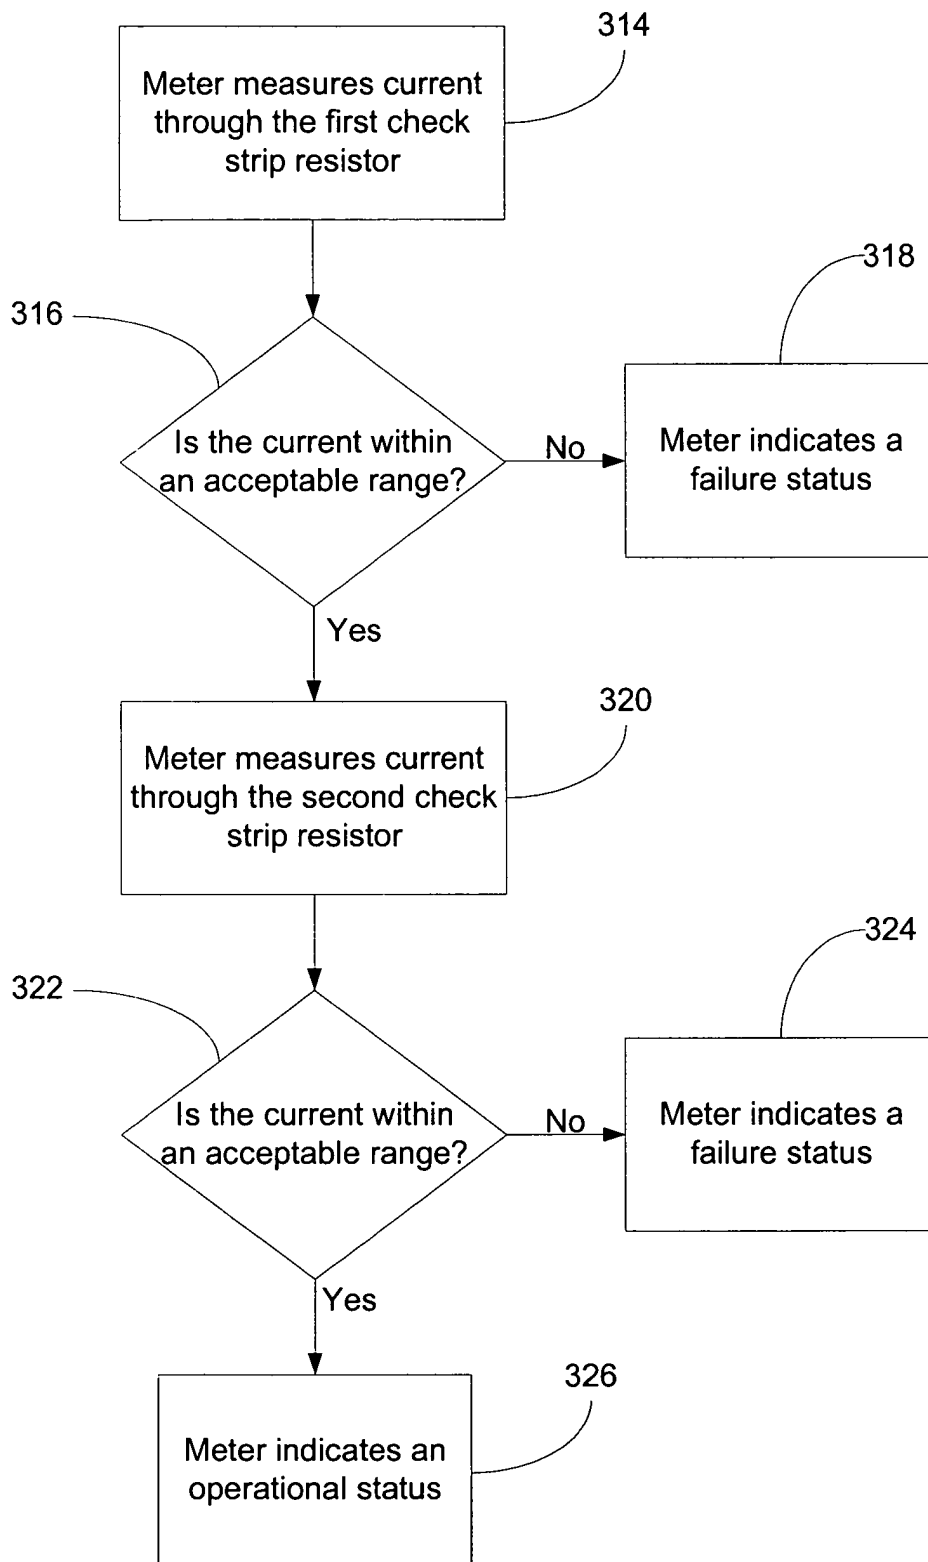 314
Meter measures current
through the first check
strip resistor
318
316
Is the current within
an acceptable range?
No
Meter indicates a
failure status
Yes
320
Meter measures current
through the second check
strip resistor
324
322
Is the current within
an acceptable range?
No
Meter indicates a
failure status
Yes
326
Meter indicates an
operational status